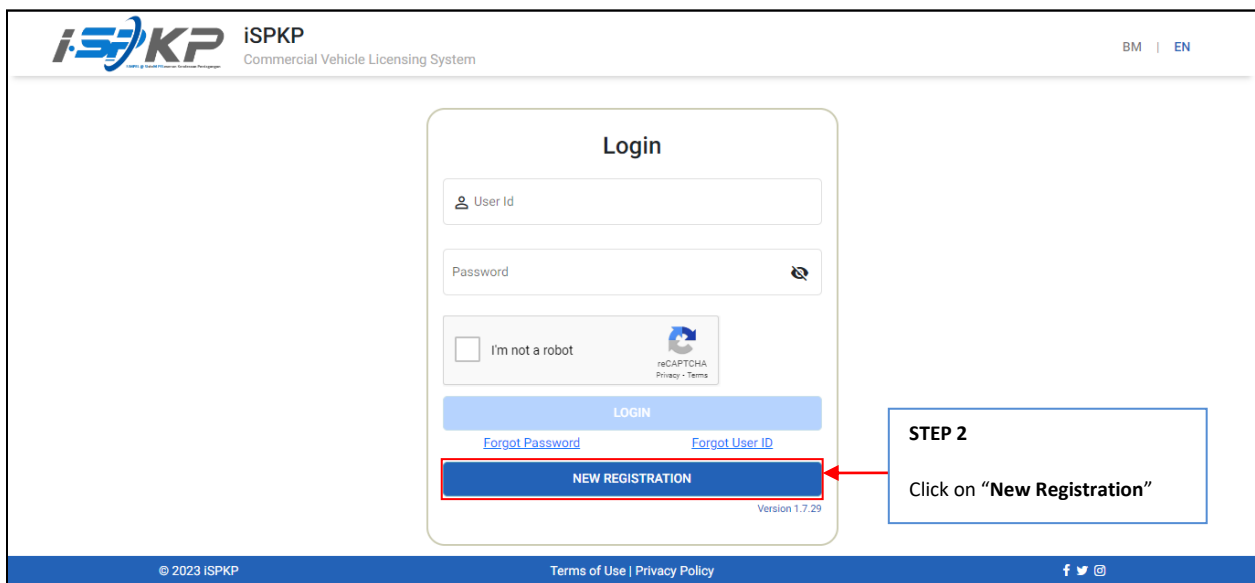 i.SPKP
iSPKP
Commercial Vehicle Licensing System
BM | EN
Login
User Id
Password
I'm not a robot
reCAPTCHA
Privacy - Terms
LOGIN
Forgot Password Forgot User ID
NEW REGISTRATION
Version 1.7.29
STEP 2
Click on “New Registration”
© 2023 iSPKP Terms of Use | Privacy Policy